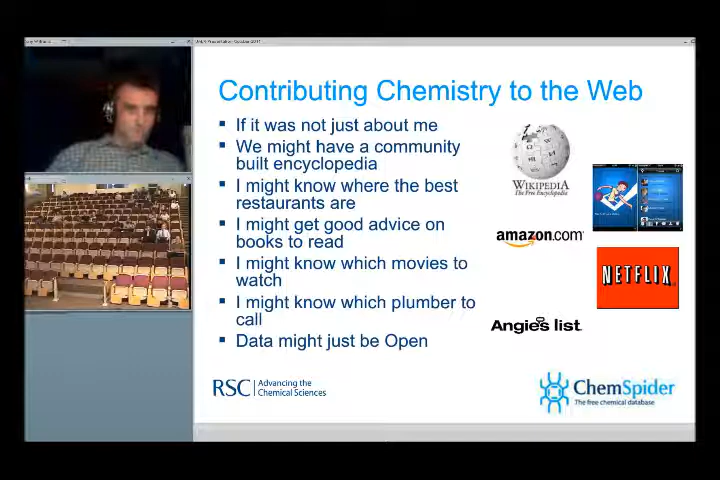 Contributing Chemistry to the Web
If it was not just about me
We might have a community
built encyclopedia
I might know where the best
restaurants are
I might get good advice on
books to read
I might know which movies to
watch
I might know which plumber to
call
Data might just be Open
WIKIPEDIA
The Free Encyclopedia
amazon.com
NETFLIX
Angie's list
RSC
Advancing the
Chemical Sciences
ChemSpider
The free chemical database